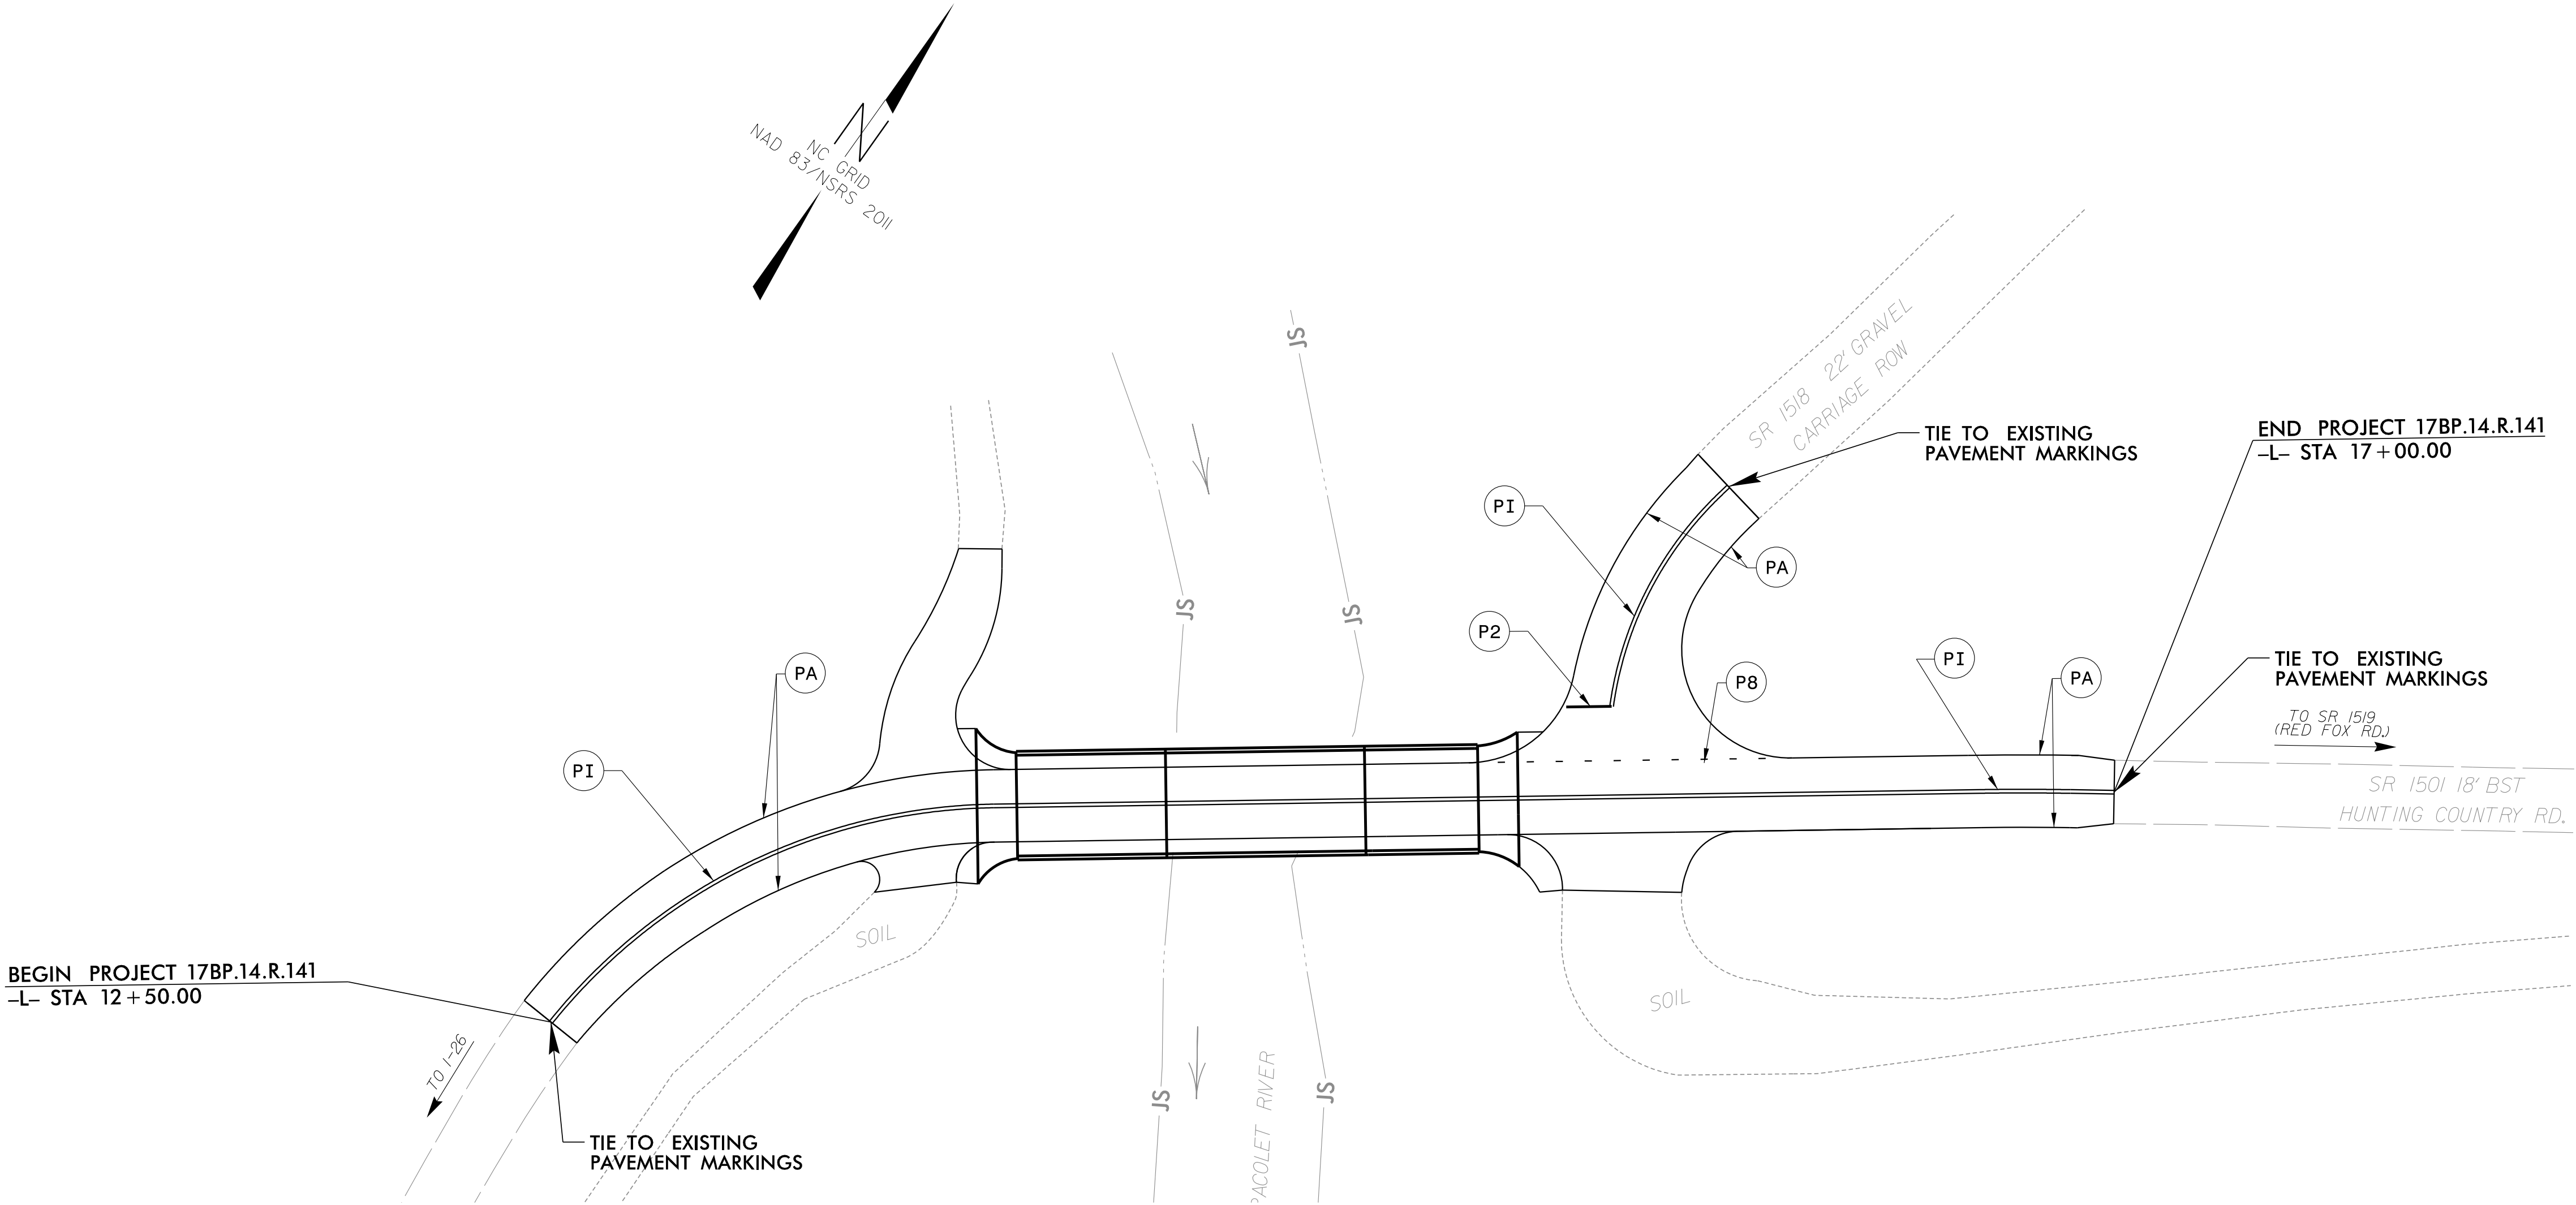 N
NC GRID
NAD 83/NSRS 2011
JS
SR 1518 22' GRAVEL
CARRIAGE ROW
TIE TO EXISTING
PAVEMENT MARKINGS
END PROJECT 17BP.14.R.141
-L- STA 17+00.00
PI
PA
JS
JS
P2
PA
P8
PI
PA
TIE TO EXISTING
PAVEMENT MARKINGS
TO SR 1519
(RED FOX RD.)
PI
SR 1501 18' BST
HUNTING COUNTRY RD.
SOIL
BEGIN PROJECT 17BP.14.R.141
-L- STA 12+50.00
SOIL
TO I-26
JS
JS
PACOLET RIVER
TIE TO EXISTING
PAVEMENT MARKINGS